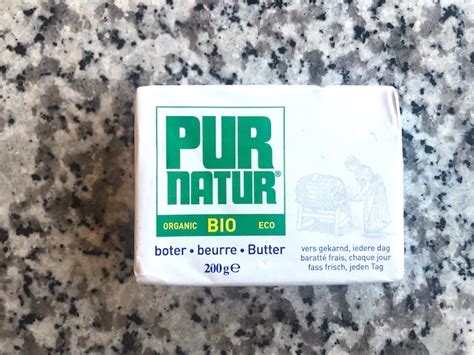 PUR
NATUR®
ORGANIC BIO ECO
boter • beurre • Butter
200g℮
vers gekarnd, iedere dag
baratté frais, chaque jour
fass frisch, jeden Tag